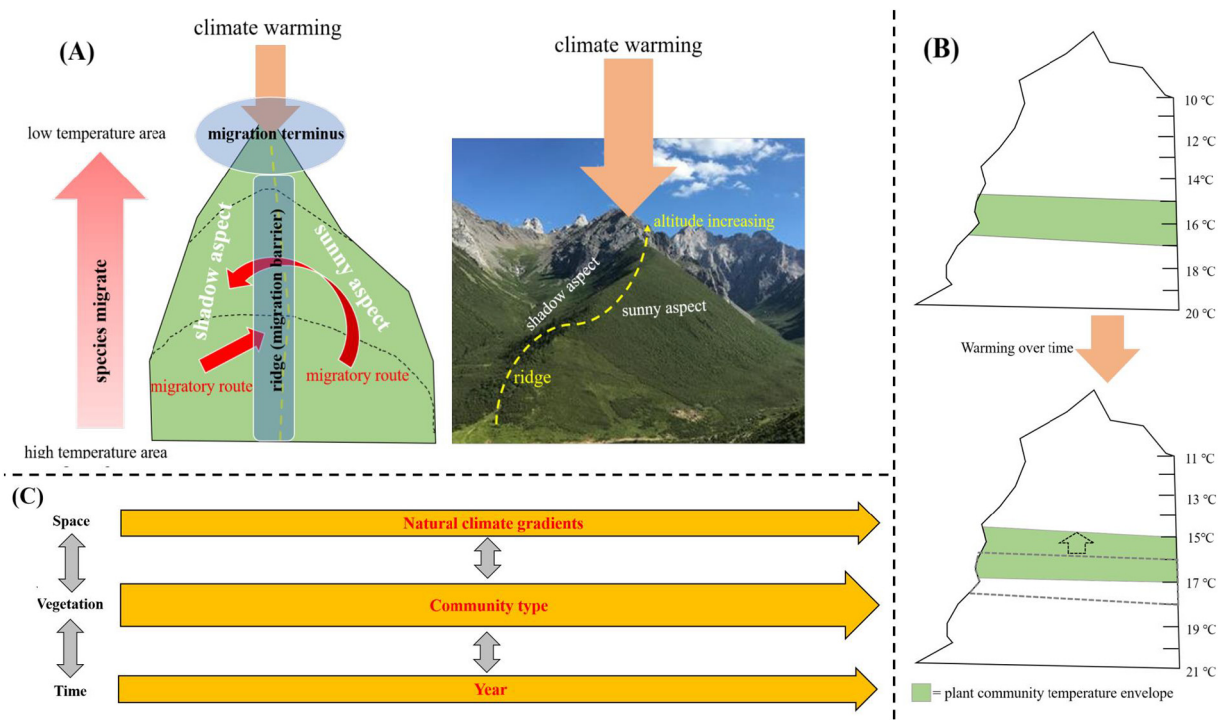 (A)
climate warming
low temperature area
migration terminus
species migrate
shadow aspect
sunny aspect
ridge (migration barrier)
migratory route
migratory route
high temperature area
climate warming
altitude increasing
shadow aspect
sunny aspect
ridge
(B)
10 °C
12 °C
14°C
16 °C
18 °C
20 °C
Warming over time
11 °C
13 °C
15°C
17 °C
19 °C
21 °C
= plant community temperature envelope
(C)
Space
Natural climate gradients
Vegetation
Community type
Time
Year